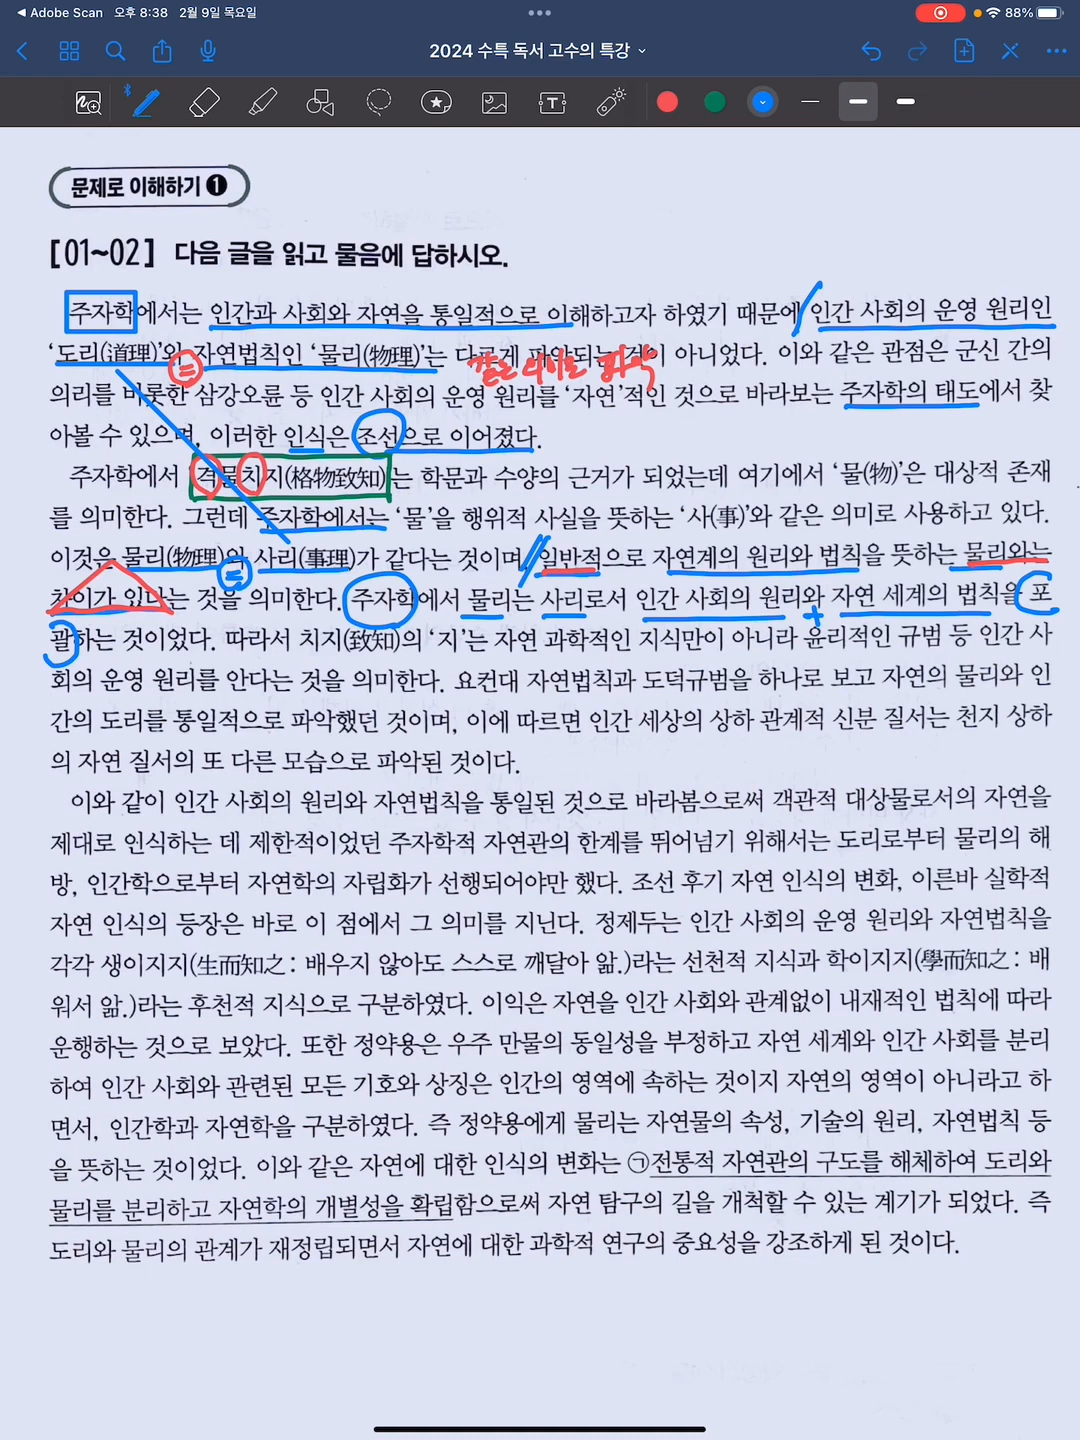 ◀ Adobe Scan 오후 8:38 2월 9일 목요일
88%
2024 수특 독서 고수의 특강
T
문제로 이해하기 ❶
[01~02] 다음 글을 읽고 물음에 답하시오.
주자학에서는 인간과 사회와 자연을 통일적으로 이해하고자 하였기 때문에 인간 사회의 운영 원리인
'도리(道理)'와 자연법칙인 '물리(物理)'는 다르게 파악되는 것이 아니었다. 이와 같은 관점은 군신 간의
=
같은 의미로 파악
의리를 비롯한 삼강오륜 등 인간 사회의 운영 원리를 '자연'적인 것으로 바라보는 주자학의 태도에서 찾
아볼 수 있으며, 이러한 인식은 조선으로 이어졌다.
주자학에서 격물치지(格物致知)는 학문과 수양의 근거가 되었는데 여기에서 '물(物)'은 대상적 존재
를 의미한다. 그런데 주자학에서는 '물'을 행위적 사실을 뜻하는 '사(事)'와 같은 의미로 사용하고 있다.
이것은 물리(物理)와 사리(事理)가 같다는 것이며, 일반적으로 자연계의 원리와 법칙을 뜻하는 물리와는
=
차이가 있다는 것을 의미한다. 주자학에서 물리는 사리로서 인간 사회의 원리와 자연 세계의 법칙을 포
+
괄하는 것이었다. 따라서 치지(致知)의 '지'는 자연 과학적인 지식만이 아니라 윤리적인 규범 등 인간 사
회의 운영 원리를 안다는 것을 의미한다. 요컨대 자연법칙과 도덕규범을 하나로 보고 자연의 물리와 인
간의 도리를 통일적으로 파악했던 것이며, 이에 따르면 인간 세상의 상하 관계적 신분 질서는 천지 상하
의 자연 질서의 또 다른 모습으로 파악된 것이다.
이와 같이 인간 사회의 원리와 자연법칙을 통일된 것으로 바라봄으로써 객관적 대상물로서의 자연을
제대로 인식하는 데 제한적이었던 주자학적 자연관의 한계를 뛰어넘기 위해서는 도리로부터 물리의 해
방, 인간학으로부터 자연학의 자립화가 선행되어야만 했다. 조선 후기 자연 인식의 변화, 이른바 실학적
자연 인식의 등장은 바로 이 점에서 그 의미를 지닌다. 정제두는 인간 사회의 운영 원리와 자연법칙을
각각 생이지지(生而知之: 배우지 않아도 스스로 깨달아 앎.)라는 선천적 지식과 학이지지(學而知之: 배
워서 앎.)라는 후천적 지식으로 구분하였다. 이익은 자연을 인간 사회와 관계없이 내재적인 법칙에 따라
운행하는 것으로 보았다. 또한 정약용은 우주 만물의 동일성을 부정하고 자연 세계와 인간 사회를 분리
하여 인간 사회와 관련된 모든 기호와 상징은 인간의 영역에 속하는 것이지 자연의 영역이 아니라고 하
면서, 인간학과 자연학을 구분하였다. 즉 정약용에게 물리는 자연물의 속성, 기술의 원리, 자연법칙 등
을 뜻하는 것이었다. 이와 같은 자연에 대한 인식의 변화는 ㉠전통적 자연관의 구도를 해체하여 도리와
물리를 분리하고 자연학의 개별성을 확립함으로써 자연 탐구의 길을 개척할 수 있는 계기가 되었다. 즉
도리와 물리의 관계가 재정립되면서 자연에 대한 과학적 연구의 중요성을 강조하게 된 것이다.